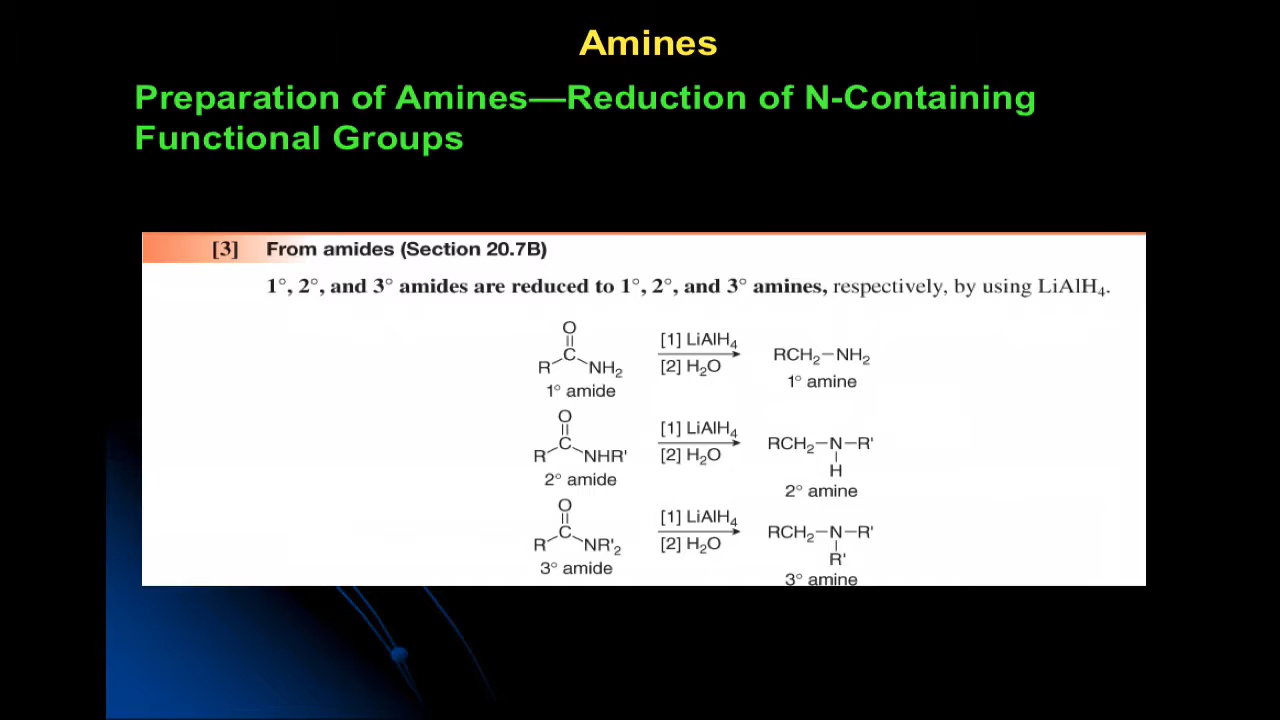 Amines
Preparation of Amines—Reduction of N-Containing
Functional Groups
[3] From amides (Section 20.7B)
1°, 2°, and 3° amides are reduced to 1°, 2°, and 3° amines, respectively, by using LiAlH₄.
O
C
R NH₂
1° amide
[1] LiAlH₄
[2] H₂O
RCH₂–NH₂
1° amine
O
C
R NHR'
2° amide
[1] LiAlH₄
[2] H₂O
RCH₂–N–R'
H
2° amine
O
C
R NR'₂
3° amide
[1] LiAlH₄
[2] H₂O
RCH₂–N–R'
R'
3° amine